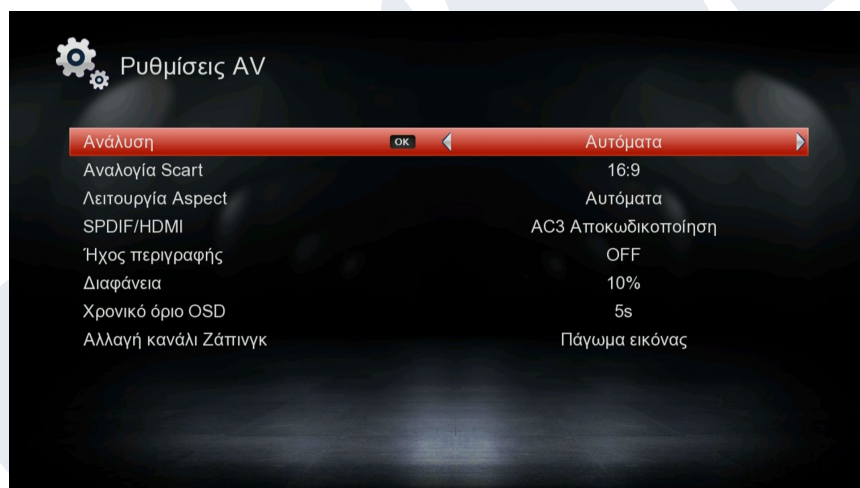 Ρυθμίσεις AV
Ανάλυση OK Αυτόματα
Αναλογία Scart 16:9
Λειτουργία Aspect Αυτόματα
SPDIF/HDMI AC3 Αποκωδικοποίηση
Ήχος περιγραφής OFF
Διαφάνεια 10%
Χρονικό όριο OSD 5s
Αλλαγή κανάλι Ζάπινγκ Πάγωμα εικόνας